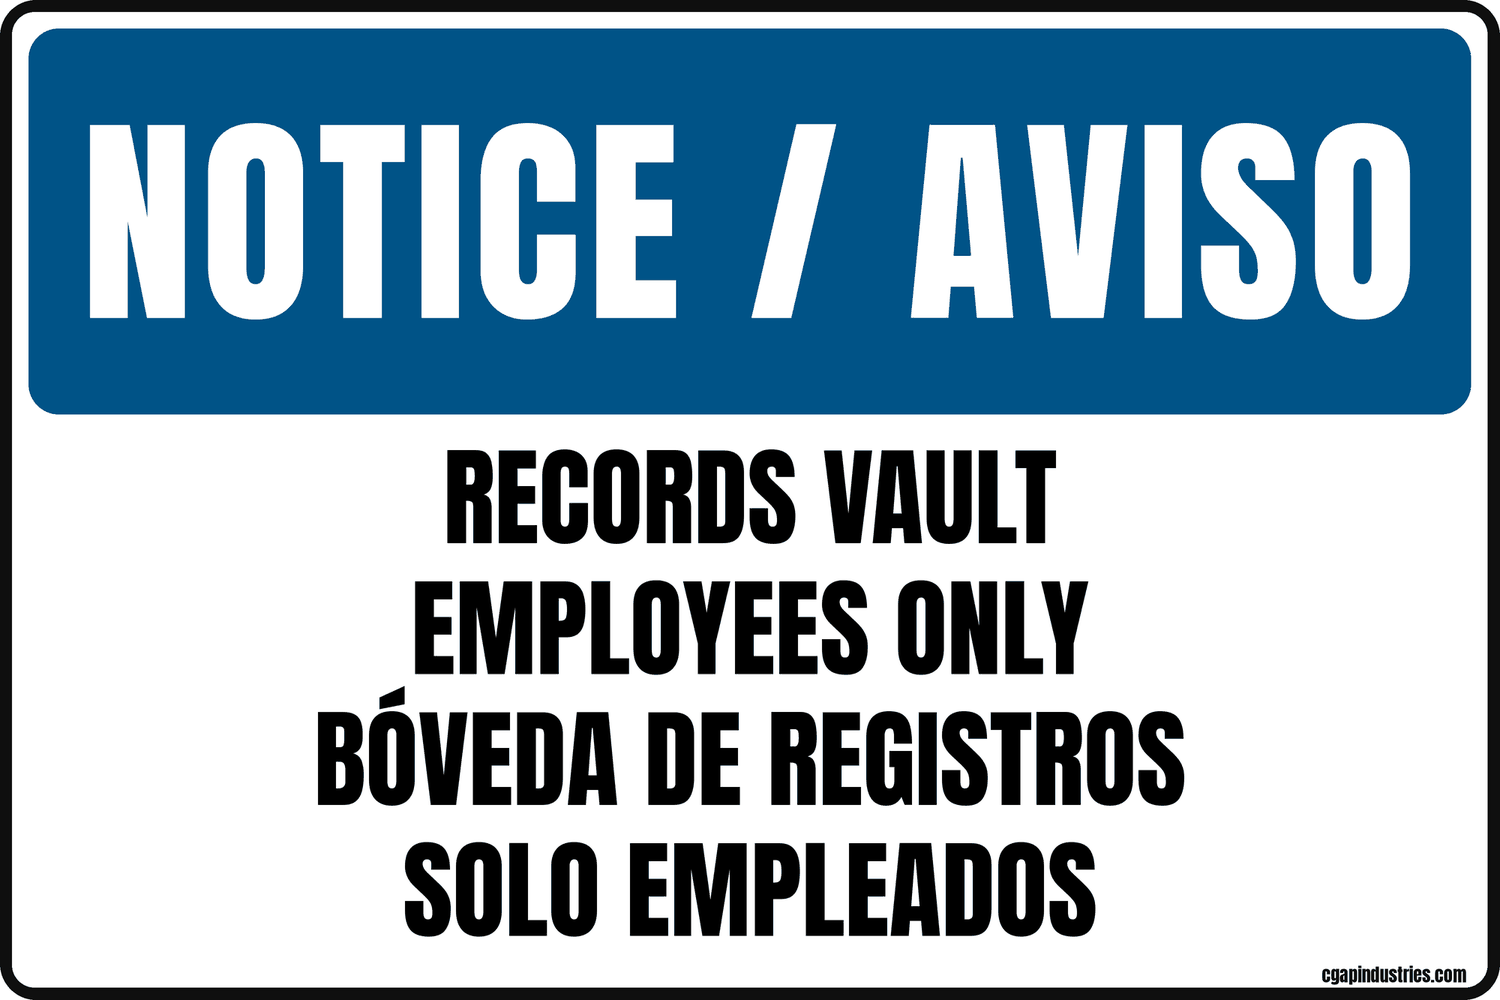 NOTICE / AVISO
RECORDS VAULT
EMPLOYEES ONLY
BÓVEDA DE REGISTROS
SOLO EMPLEADOS
cgapindustries.com